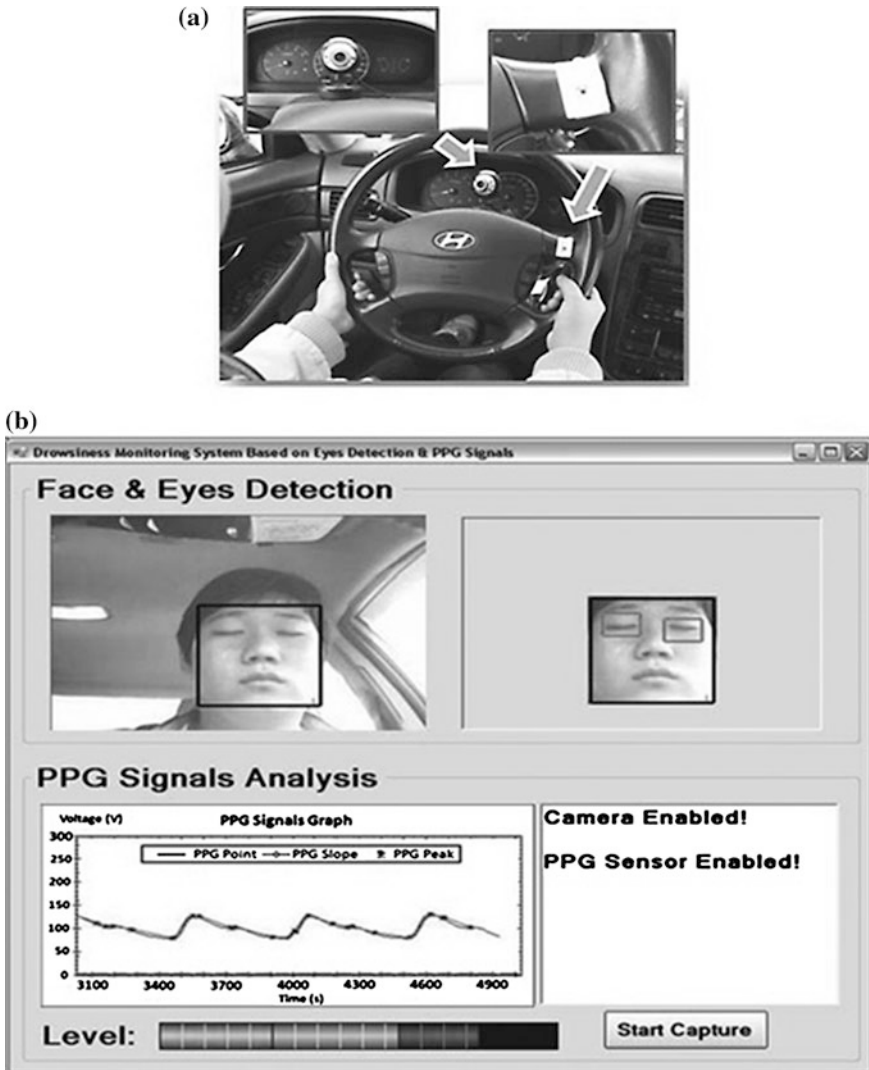 (a)
(b)
Drowsiness Monitoring System Based on Eyes Detection & PPG Signals
Face & Eyes Detection
PPG Signals Analysis
Voltage (V)
PPG Signals Graph
PPG Point PPG Slope PPG Peak
300
250
200
150
100
50
0
3100 3400 3700 4000 4300 4600 4900
Time (s)
Camera Enabled!
PPG Sensor Enabled!
Level:
Start Capture